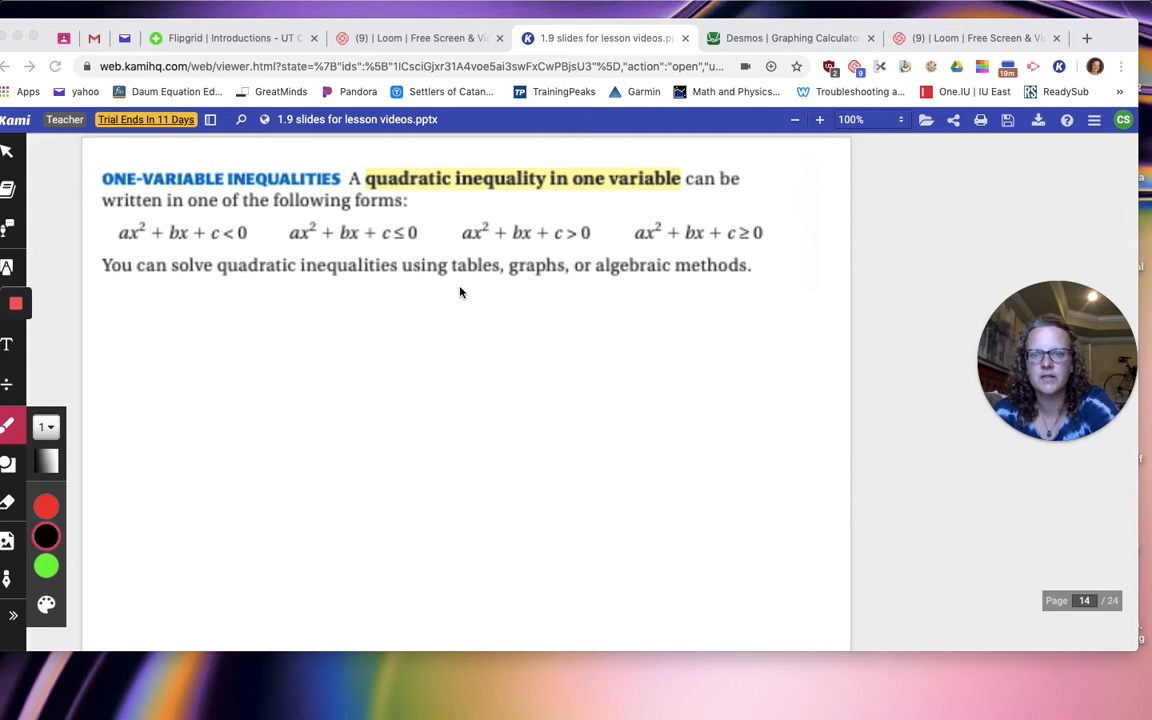 Flipgrid | Introductions - UT C
(9) | Loom | Free Screen & Vi
1.9 slides for lesson videos.pp
Desmos | Graphing Calculato
(9) | Loom | Free Screen & Vi
web.kamihq.com/web/viewer.html?state=%7B"ids":%5B"1ICsciGjxr31A4voe5ai3swFxCwPBjsU3"%5D,"action":"open","u...
2
9
19m
Apps
yahoo
Daum Equation Ed...
GreatMinds
Pandora
Settlers of Catan...
TrainingPeaks
Garmin
Math and Physics...
Troubleshooting a...
One.IU | IU East
ReadySub
»
Kami
Teacher
Trial Ends In 11 Days
1.9 slides for lesson videos.pptx
100%
CS
ONE-VARIABLE INEQUALITIES A quadratic inequality in one variable can be
written in one of the following forms:
ax² + bx + c < 0 ax² + bx + c ≤ 0 ax² + bx + c > 0 ax² + bx + c ≥ 0
You can solve quadratic inequalities using tables, graphs, or algebraic methods.
1
Page 14 / 24